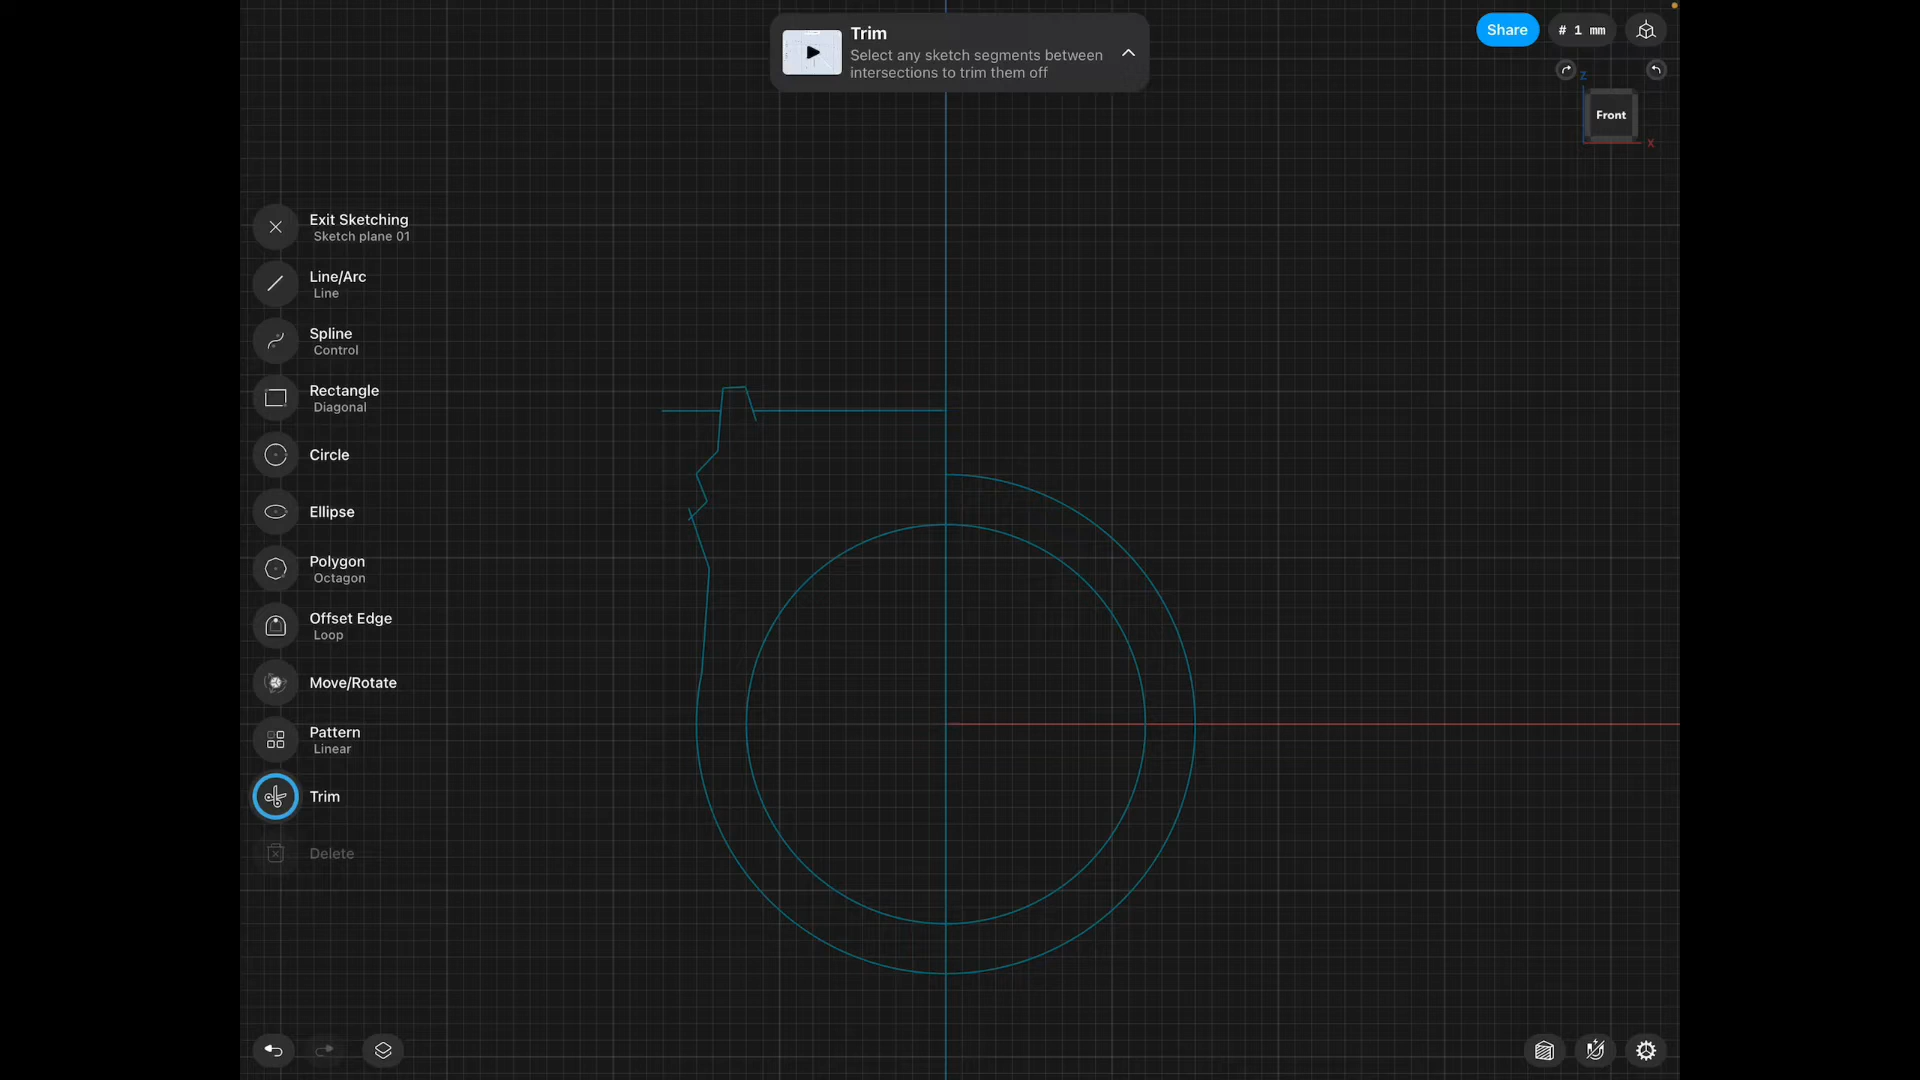 Trim
Select any sketch segments between
intersections to trim them off
Share
# 1 mm
Z
Front
X
Exit Sketching
Sketch plane 01
Line/Arc
Line
Spline
Control
Rectangle
Diagonal
Circle
Ellipse
Polygon
Octagon
Offset Edge
Loop
Move/Rotate
Pattern
Linear
Trim
Delete